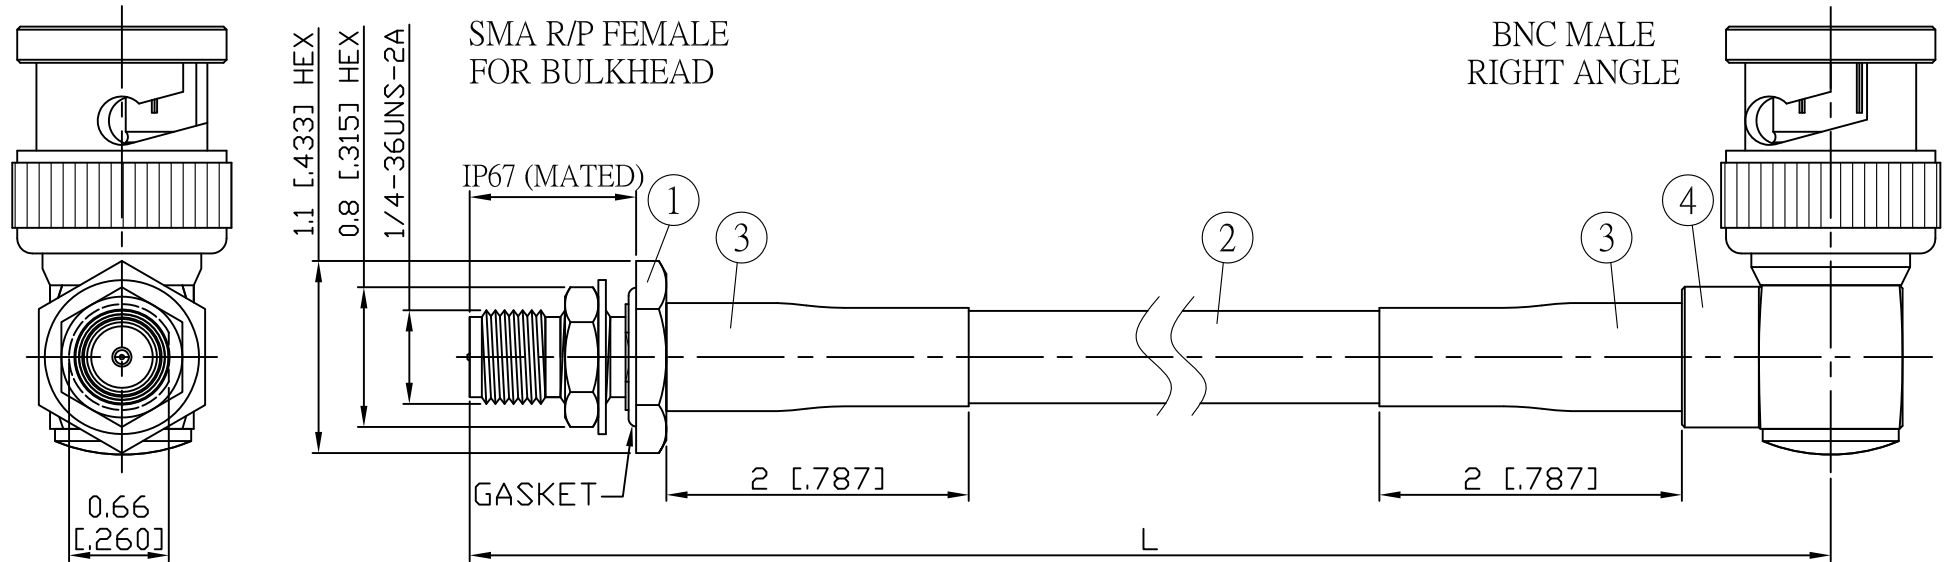 SMA R/P FEMALE
FOR BULKHEAD
BNC MALE
RIGHT ANGLE
1.1 [.433] HEX
0.8 [.315] HEX
1/4-36UNS-2A
IP67 (MATED)
1
3
2
3
4
GASKET
2 [.787]
2 [.787]
0.66
[.260]
L